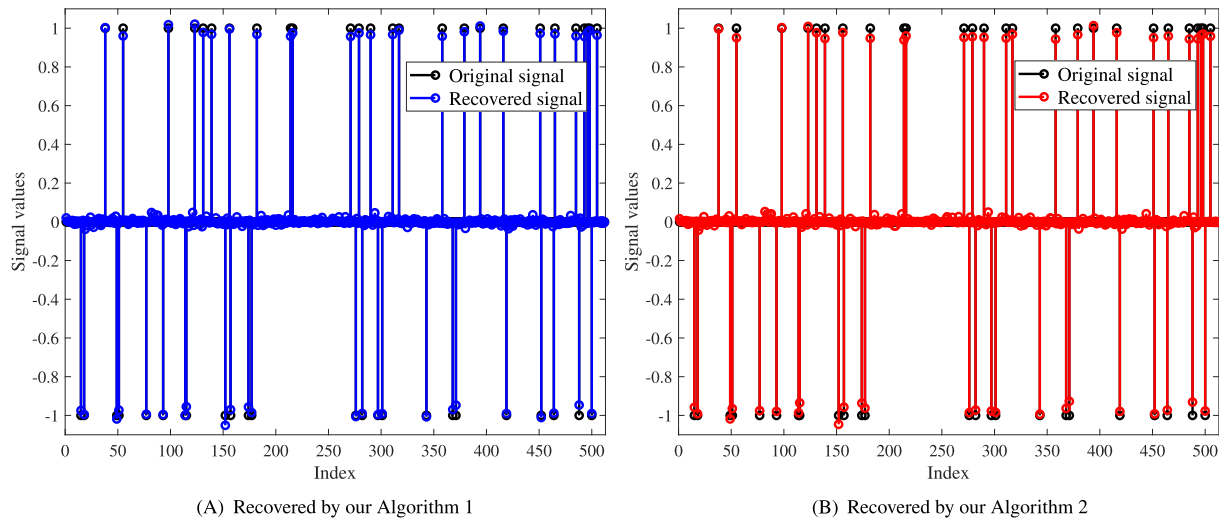 1
0.8
0.6
0.4
0.2
0
-0.2
-0.4
-0.6
-0.8
-1
Signal values
Original signal
Recovered signal
0 50 100 150 200 250 300 350 400 450 500
Index
(A) Recovered by our Algorithm 1
1
0.8
0.6
0.4
0.2
0
-0.2
-0.4
-0.6
-0.8
-1
Signal values
Original signal
Recovered signal
0 50 100 150 200 250 300 350 400 450 500
Index
(B) Recovered by our Algorithm 2